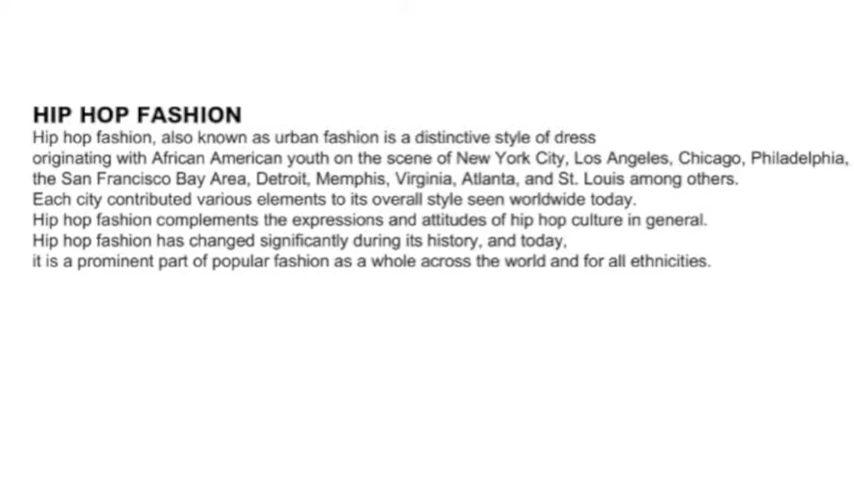 HIP HOP FASHION
Hip hop fashion, also known as urban fashion is a distinctive style of dress
originating with African American youth on the scene of New York City, Los Angeles, Chicago, Philadelphia,
the San Francisco Bay Area, Detroit, Memphis, Virginia, Atlanta, and St. Louis among others.
Each city contributed various elements to its overall style seen worldwide today.
Hip hop fashion complements the expressions and attitudes of hip hop culture in general.
Hip hop fashion has changed significantly during its history, and today,
it is a prominent part of popular fashion as a whole across the world and for all ethnicities.